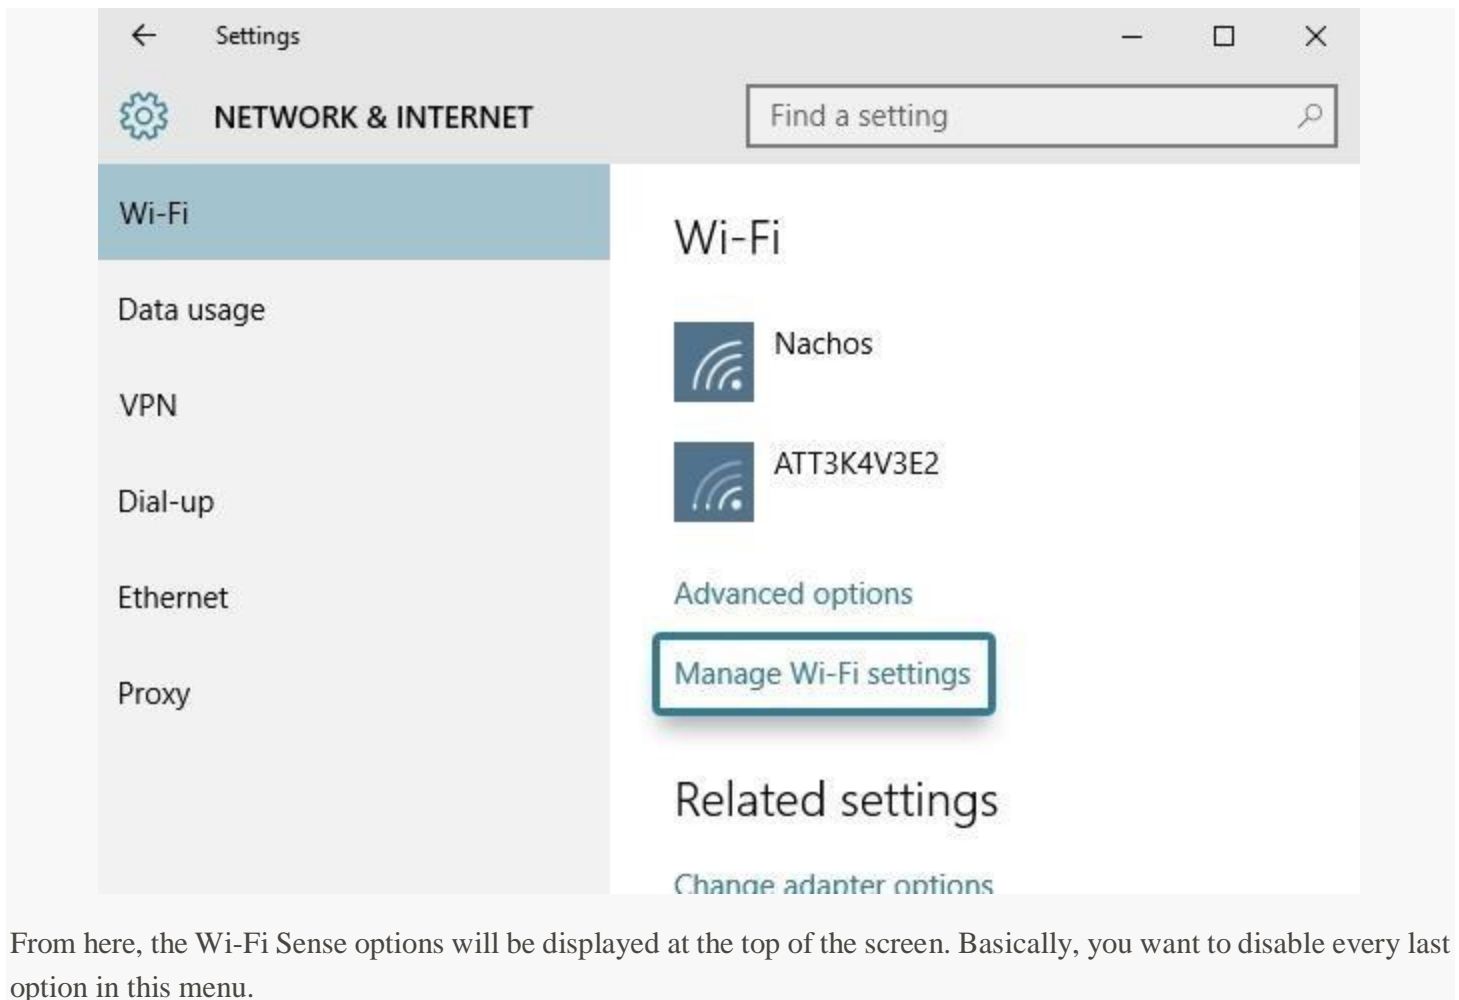 Settings
NETWORK & INTERNET
Find a setting
Wi-Fi
Data usage
VPN
Dial-up
Ethernet
Proxy
Wi-Fi
Nachos
ATT3K4V3E2
Advanced options
Manage Wi-Fi settings
Related settings
Change adapter options
From here, the Wi-Fi Sense options will be displayed at the top of the screen. Basically, you want to disable every last
option in this menu.